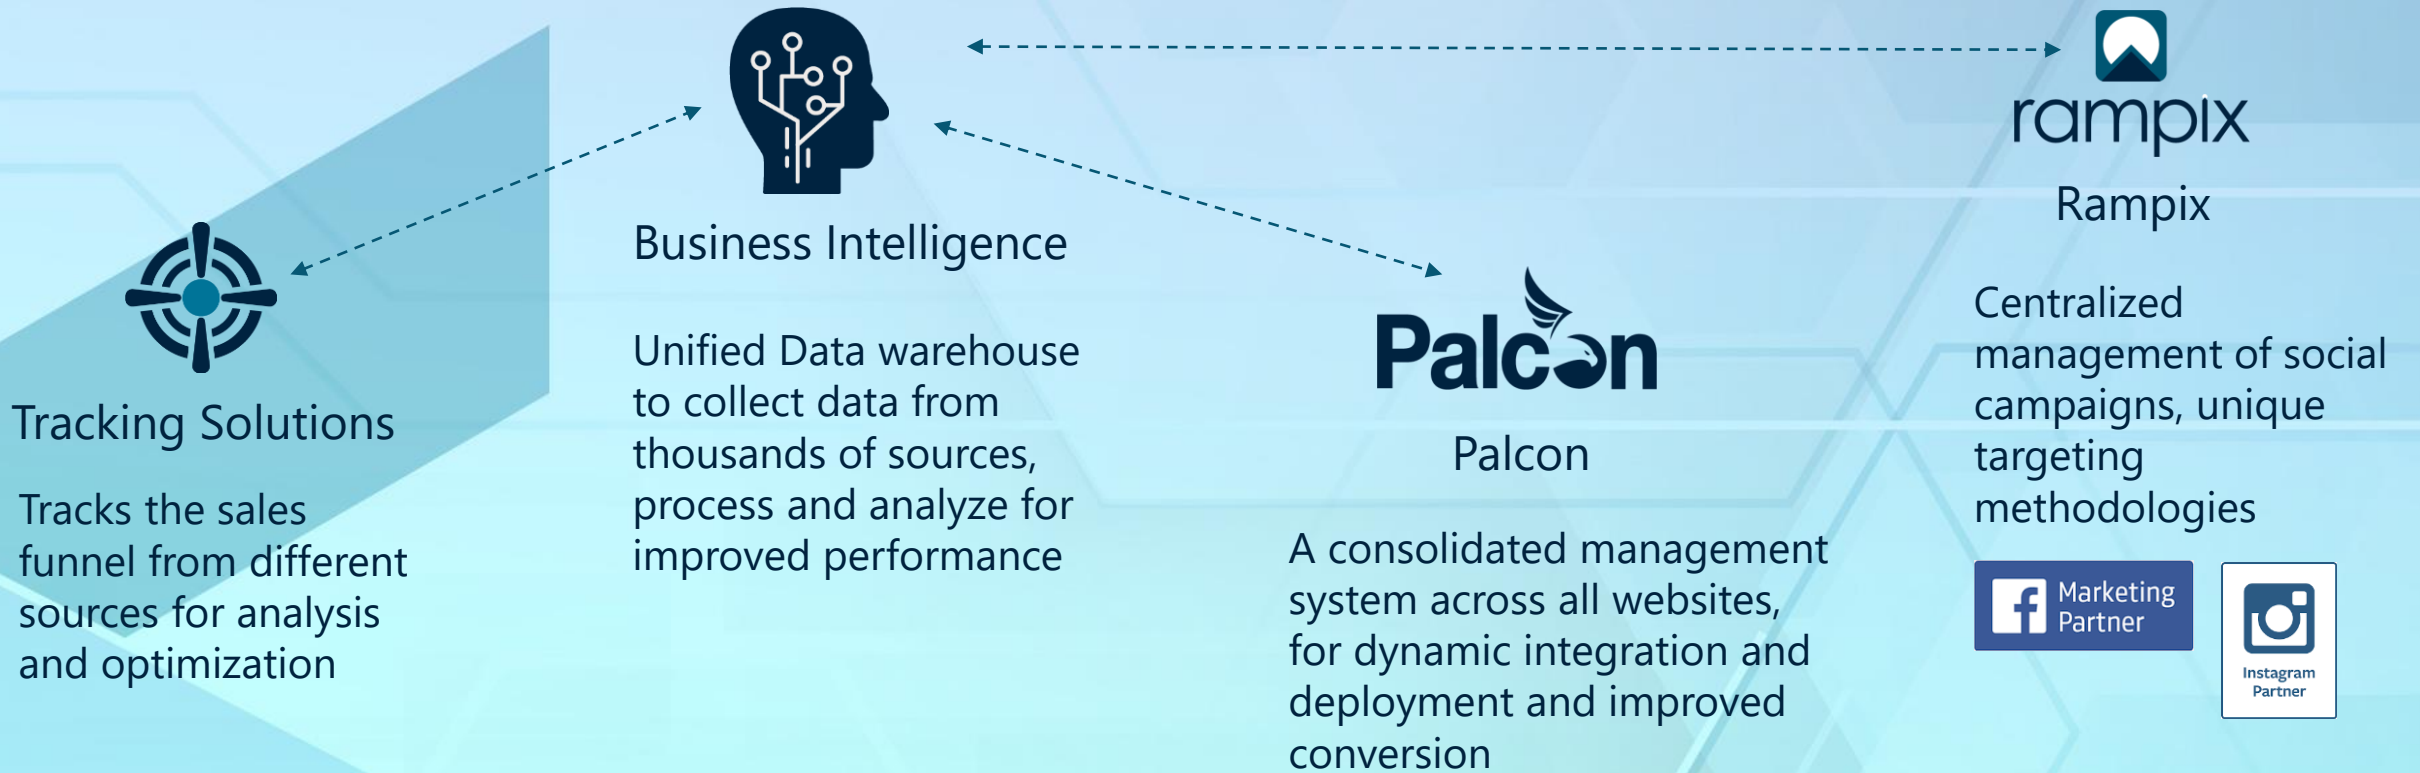 Tracking Solutions
Tracks the sales
funnel from different
sources for analysis
and optimization
Business Intelligence
Unified Data warehouse
to collect data from
thousands of sources,
process and analyze for
improved performance
Palcon
Palcon
A consolidated management
system across all websites,
for dynamic integration and
deployment and improved
conversion
rampix
Rampix
Centralized
management of social
campaigns, unique
targeting
methodologies
f Marketing
Partner
Instagram
Partner